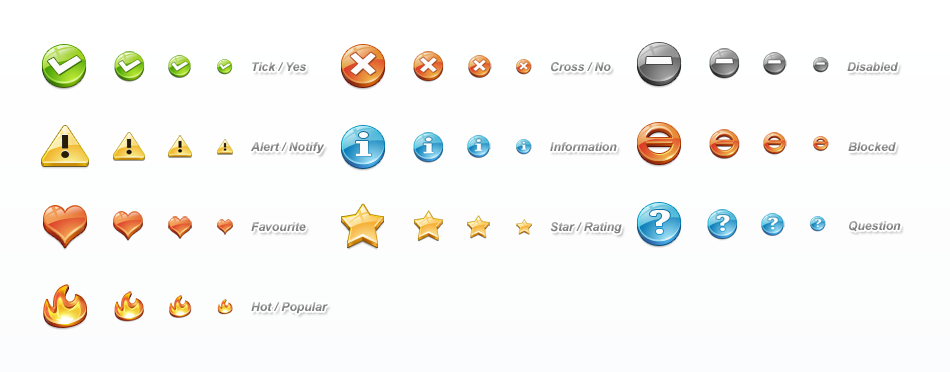 Tick / Yes
Cross / No
Disabled
Alert / Notify
Information
Blocked
Favourite
Star / Rating
Question
Hot / Popular